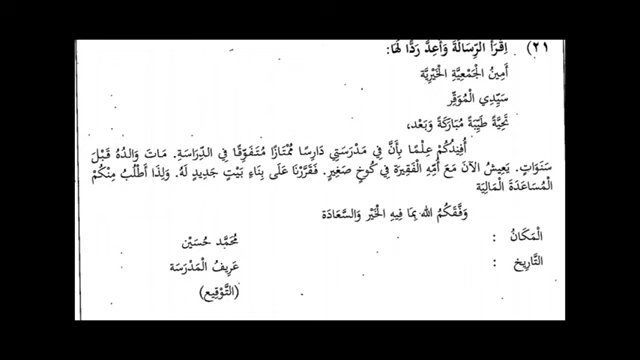 ٢١) اِقْرَأْ الرِّسَالَةَ وَأَعِدَّ رَدًّا لَهَا:
أَمِينُ الْجَمْعِيَّةِ الْخَيْرِيَّة
سَيِّدِي الْمُوَقِّر
تَحِيَّةً طَيِّبَةً مُبَارَكَةً وَبَعْد،
أُفِيدُكُمْ عِلْمًا بِأَنَّ فِي مَدْرَسَتِي دَارِسًا مُمْتَازًا مُتَفَوِّقًا فِي الدِّرَاسَةِ. مَاتَ وَالِدُهُ قَبْلَ
سَنَوَاتٍ. يَعِيشُ الآنَ مَعَ أُمِّهِ الْفَقِيرَة فِي كُوخٍ صَغِيرٍ. فَقَرَّرْنَا عَلَى بِنَاءِ بَيْتٍ جَدِيدٍ لَهُ. وَلِذَا أَطْلُبُ مِنْكُمْ
الْمُسَاعَدَةَ الْمَالِيَة
وَفَّقَكُمُ الله بِمَا فِيهِ الْخَيْر وَالسَّعَادَة
الْمَكَانُ : مُحَمَّد حُسَيْن
التَّارِيخ : عَرِيفُ الْمَدْرَسَة
(التَّوْقِيع)